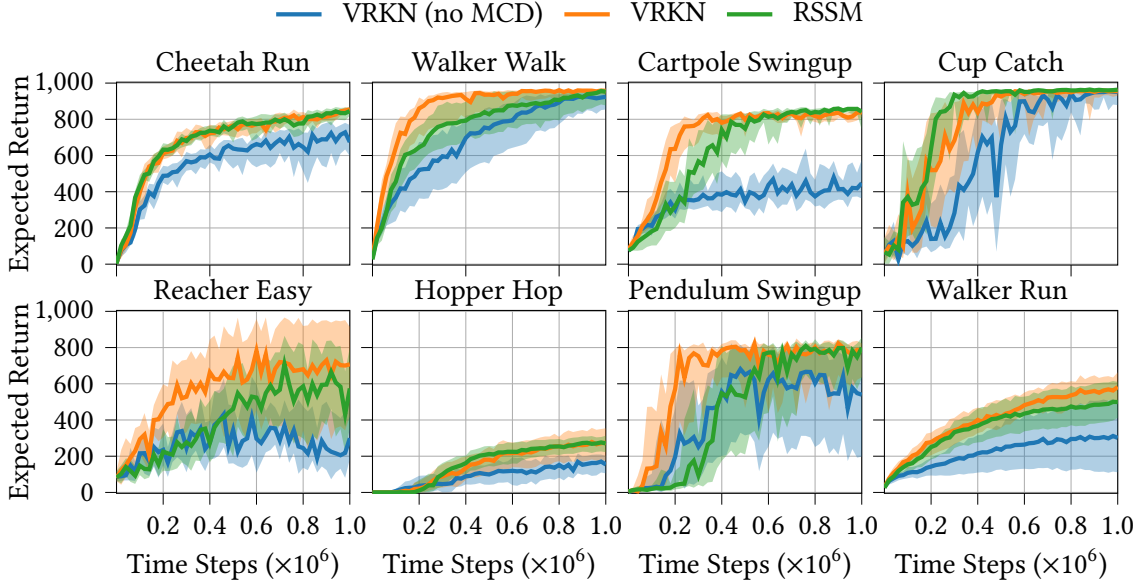 VRKN (no MCD) VRKN RSSM
Cheetah Run Walker Walk Cartpole Swingup Cup Catch
Expected Return
1,000
800
600
400
200
0
Reacher Easy Hopper Hop Pendulum Swingup Walker Run
Expected Return
1,000
800
600
400
200
0
0.2 0.4 0.6 0.8 1.0 0.2 0.4 0.6 0.8 1.0 0.2 0.4 0.6 0.8 1.0 0.2 0.4 0.6 0.8 1.0
Time Steps (×10⁶) Time Steps (×10⁶) Time Steps (×10⁶) Time Steps (×10⁶)